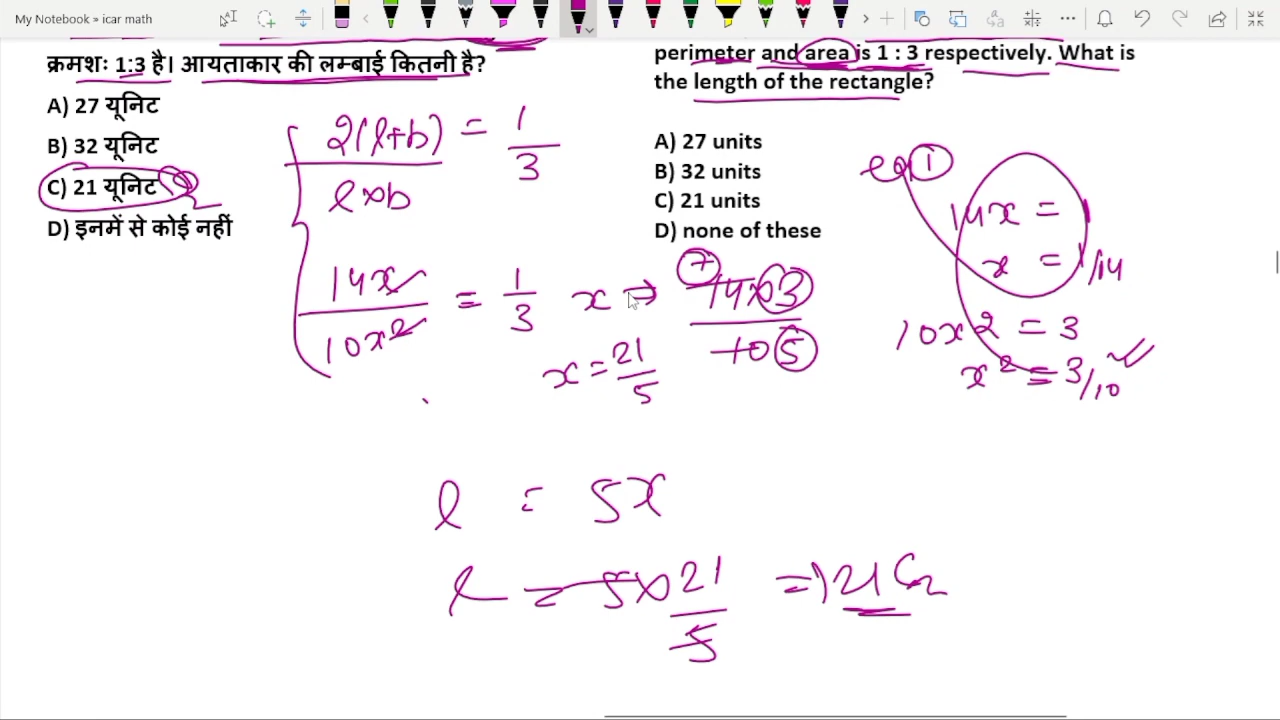 My Notebook » icar math
क्रमशः 1:3 है। आयताकार की लम्बाई कितनी है?
A) 27 यूनिट
B) 32 यूनिट
C) 21 यूनिट
D) इनमें से कोई नहीं
perimeter and area is 1 : 3 respectively. What is
the length of the rectangle?
A) 27 units
B) 32 units
C) 21 units
D) none of these
2(l+b) = 1
l×b 3
14x = 1
10x2 3
x ⇒ 14×3 7
10 5
x = 21
5
eq 1
14x = 1
x = 1/14
10x2 = 3
x2 = 3/10
l = 5x
l = 5×21 ⇒ 21
5